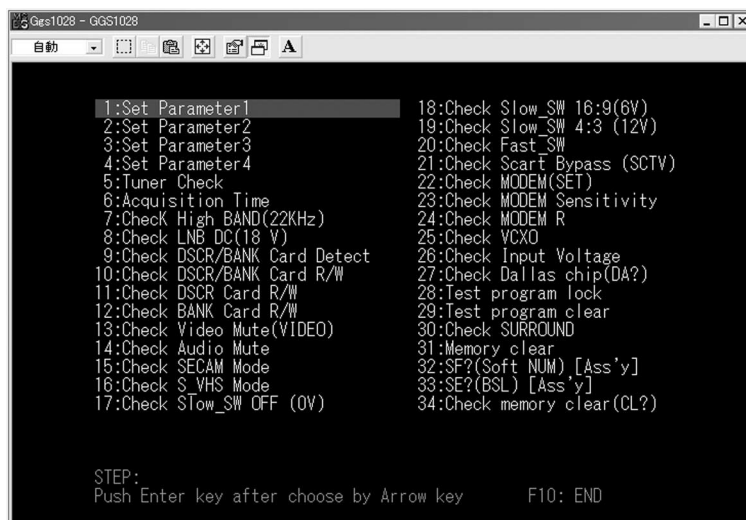 Ggs1028 - GGS1028
自動
A
1:Set Parameter1
2:Set Parameter2
3:Set Parameter3
4:Set Parameter4
5:Tuner Check
6:Acquisition Time
7:ChecK High BAND(22KHz)
8:Check LNB DC(18 V)
9:Check DSCR/BANK Card Detect
10:Check DSCR/BANK Card R/W
11:Check DSCR Card R/W
12:Check BANK Card R/W
13:Check Video Mute(VIDEO)
14:Check Audio Mute
15:Check SECAM Mode
16:Check S_VHS Mode
17:Check Slow_SW OFF (0V)
18:Check Slow_SW 16:9(6V)
19:Check Slow_SW 4:3 (12V)
20:Check Fast_SW
21:Check Scart Bypass (SCTV)
22:Check MODEM(SET)
23:Check MODEM Sensitivity
24:Check MODEM R
25:Check VCXO
26:Check Input Voltage
27:Check Dallas chip(DA?)
28:Test program lock
29:Test program clear
30:Check SURROUND
31:Memory clear
32:SF?(Soft NUM) [Ass'y]
33:SE?(BSL) [Ass'y]
34:Check memory clear(CL?)
STEP:
Push Enter key after choose by Arrow key F10: END